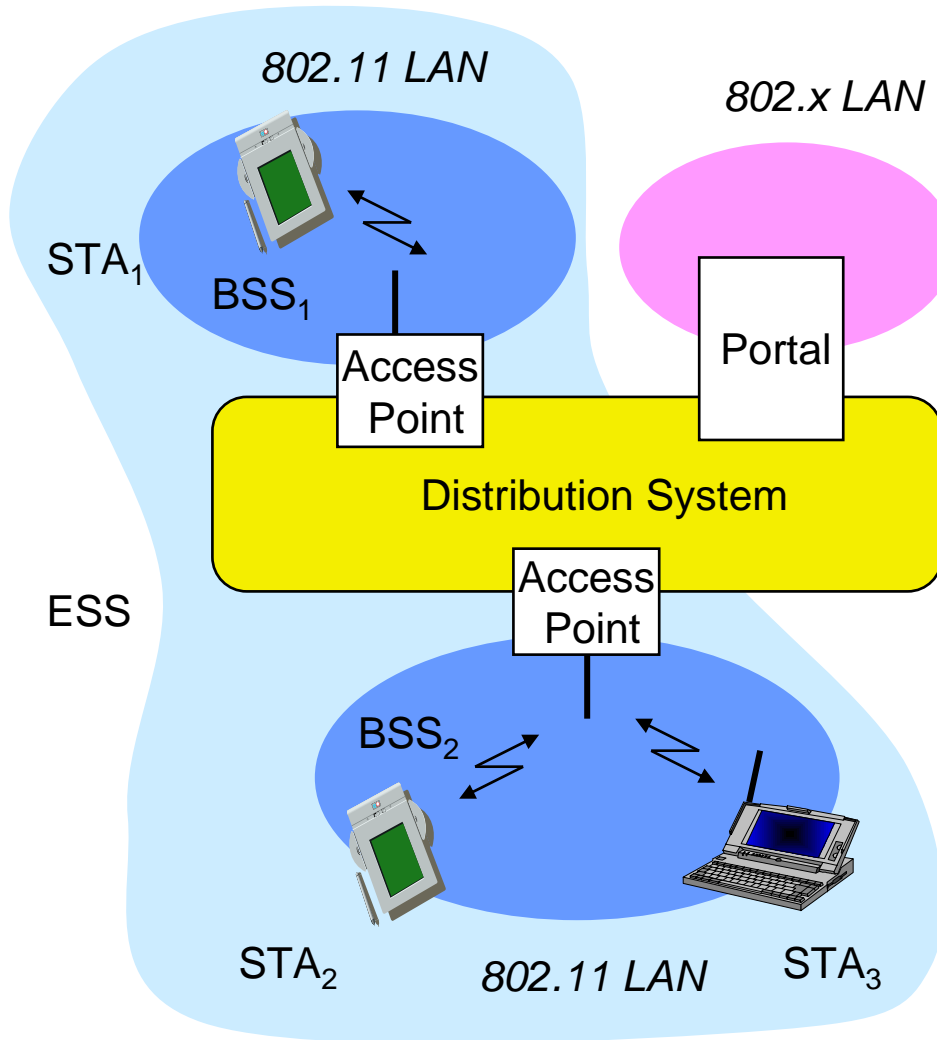 802.11 LAN
802.x LAN
STA₁
BSS₁
Access
Point
Portal
Distribution System
Access
Point
ESS
BSS₂
STA₂
802.11 LAN
STA₃